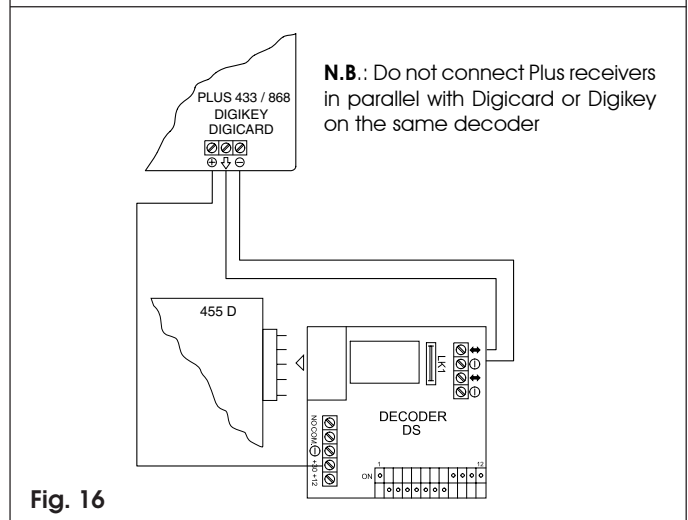 N.B.: Do not connect Plus receivers
in parallel with Digicard or Digikey
on the same decoder
PLUS 433 / 868
DIGIKEY
DIGICARD
455 D
LK1
DECODER
DS
NO COM +30 +12
1 12
ON
Fig. 16